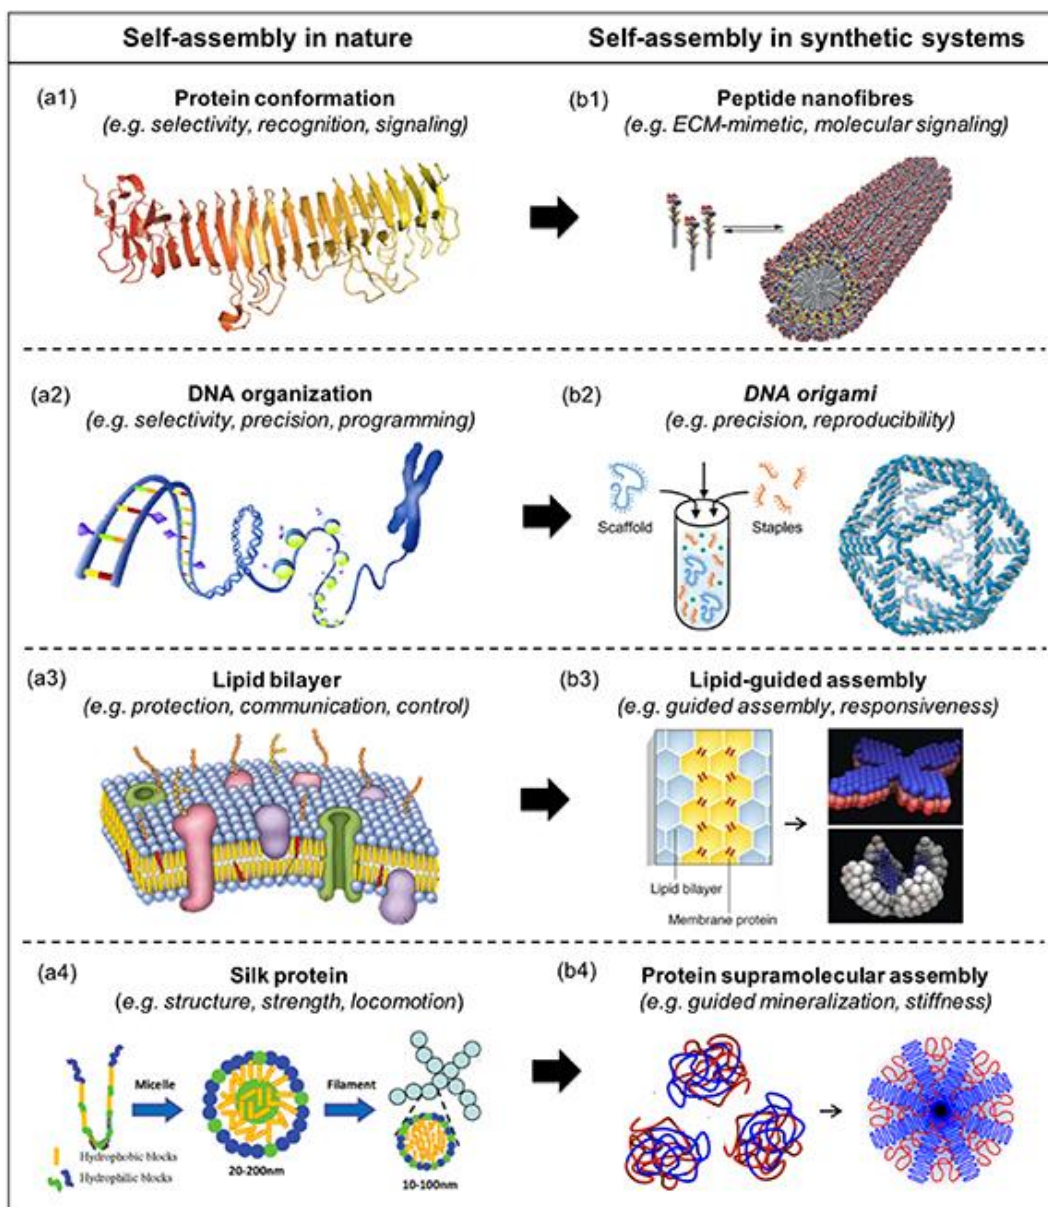 Self-assembly in nature
Self-assembly in synthetic systems
(a1)
Protein conformation
(e.g. selectivity, recognition, signaling)
(b1)
Peptide nanofibres
(e.g. ECM-mimetic, molecular signaling)
(a2)
DNA organization
(e.g. selectivity, precision, programming)
(b2)
DNA origami
(e.g. precision, reproducibility)
Scaffold
Staples
(a3)
Lipid bilayer
(e.g. protection, communication, control)
(b3)
Lipid-guided assembly
(e.g. guided assembly, responsiveness)
Lipid bilayer
Membrane protein
(a4)
Silk protein
(e.g. structure, strength, locomotion)
Micelle
Filament
Hydrophobic blocks
Hydrophilic blocks
20-200nm
10-100nm
(b4)
Protein supramolecular assembly
(e.g. guided mineralization, stiffness)